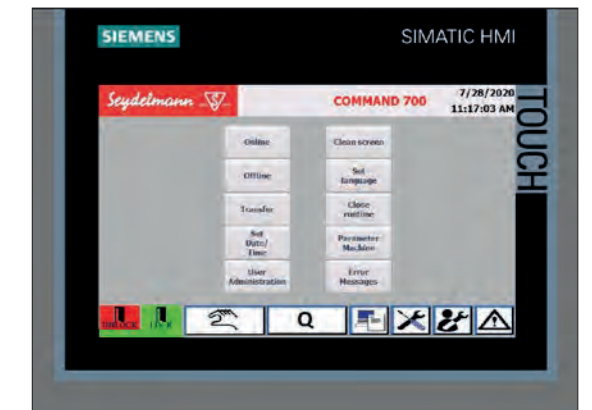 SIEMENS
SIMATIC HMI
Seydelmann
COMMAND 700
7/28/2020
11:17:03 AM
TOUCH
Online
Clean screen
Offline
Set
language
Transfer
Close
runtime
Set
Date/
Time
Parameter
Machine
User
Administration
Error
Messages
UNLOCK
LOCK
Q